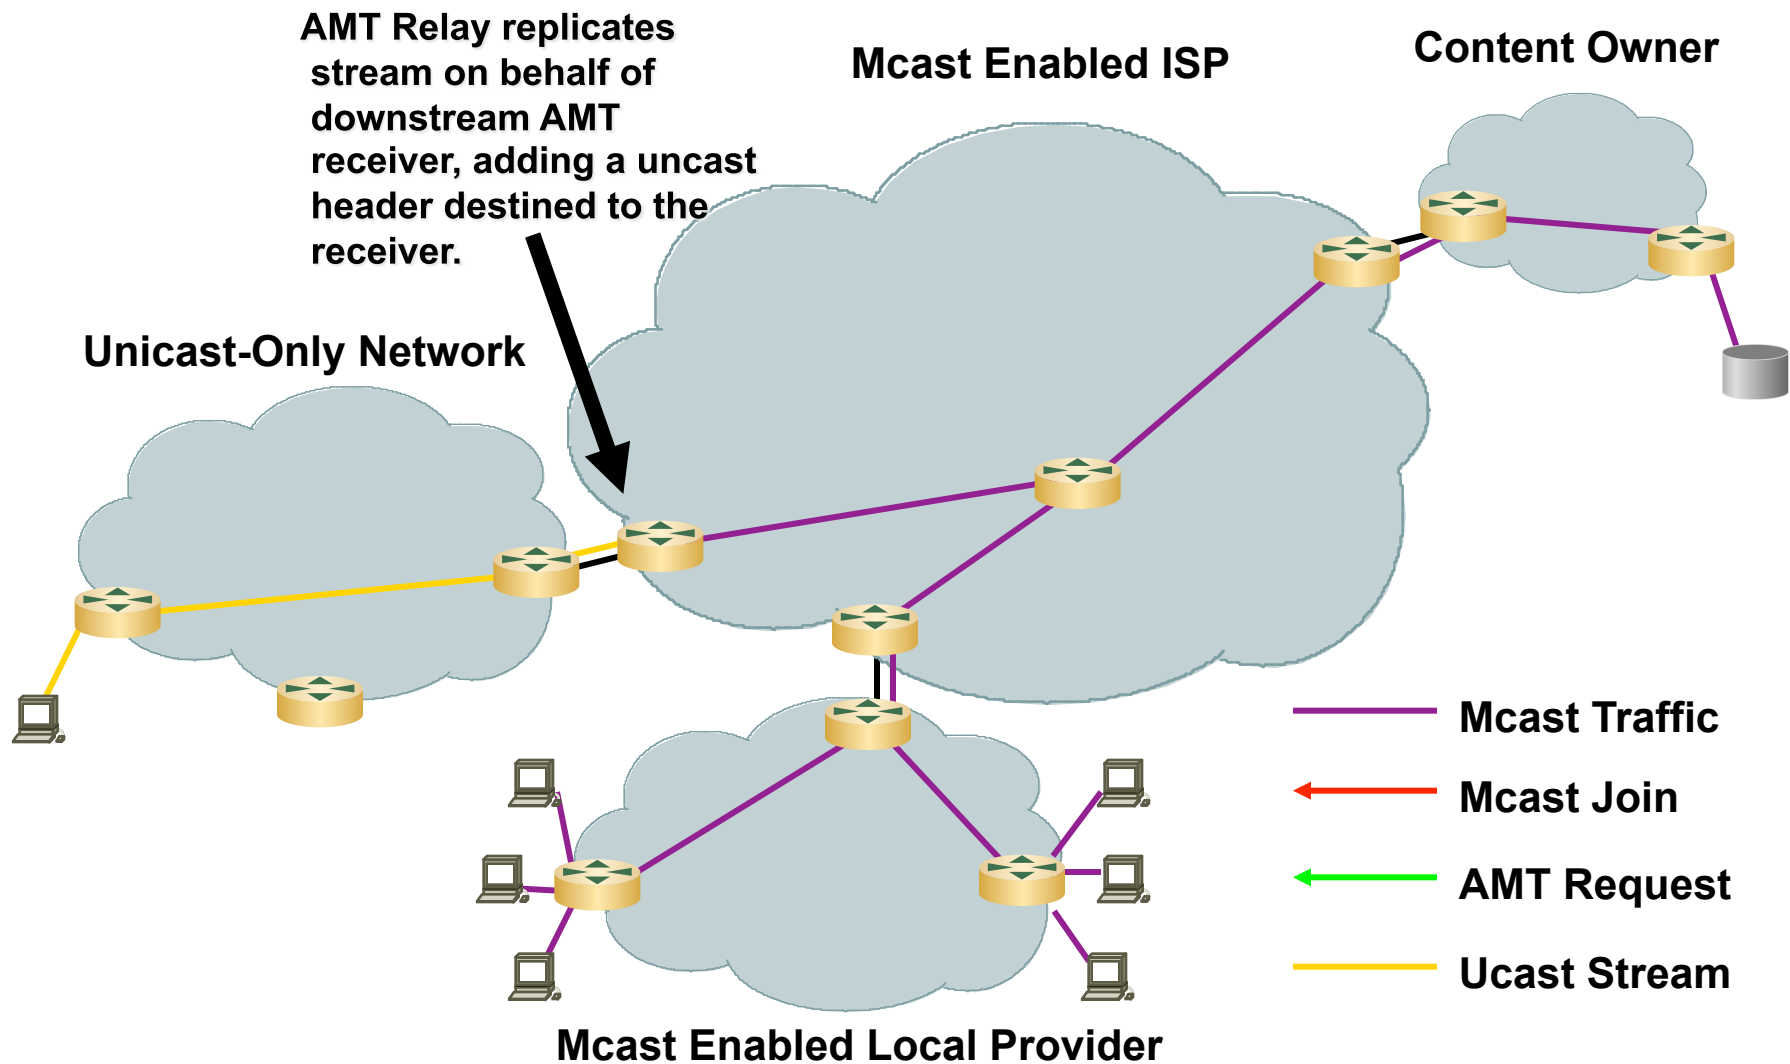 AMT Relay replicates
stream on behalf of
downstream AMT
receiver, adding a uncast
header destined to the
receiver.
Mcast Enabled ISP
Content Owner
Unicast-Only Network
Mcast Traffic
Mcast Join
AMT Request
Ucast Stream
Mcast Enabled Local Provider